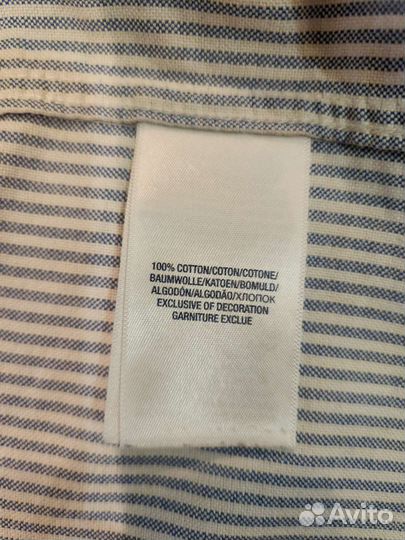 100% COTTON/COTON/COTONE/
BAUMWOLLE/KATOEN/BOMULD/
ALGODÓN/ALGODÃO/ХЛОПОК
EXCLUSIVE OF DECORATION
GARNITURE EXCLUE
Avito